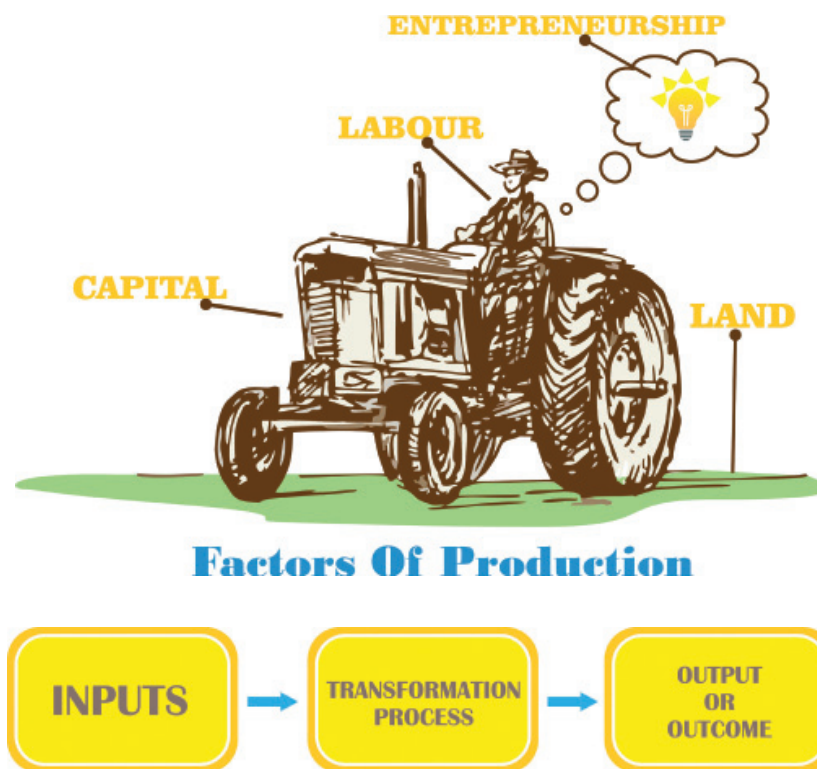 ENTREPRENEURSHIP
LABOUR
CAPITAL
LAND
Factors Of Production
INPUTS
TRANSFORMATION
PROCESS
OUTPUT
OR
OUTCOME